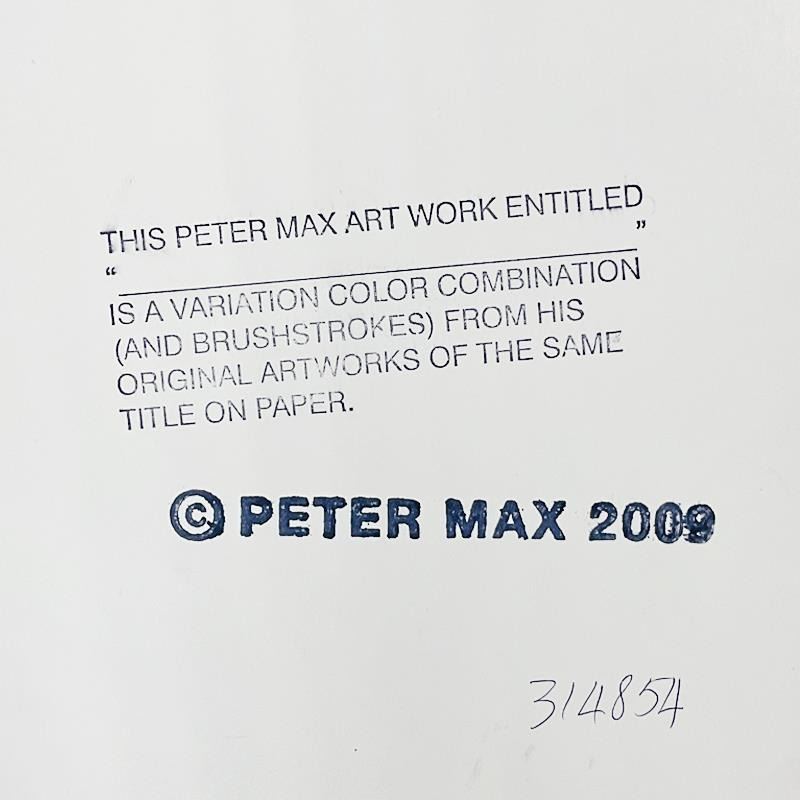 THIS PETER MAX ART WORK ENTITLED
“ ”
IS A VARIATION COLOR COMBINATION
(AND BRUSHSTROKES) FROM HIS
ORIGINAL ARTWORKS OF THE SAME
TITLE ON PAPER.
© PETER MAX 2009
314854